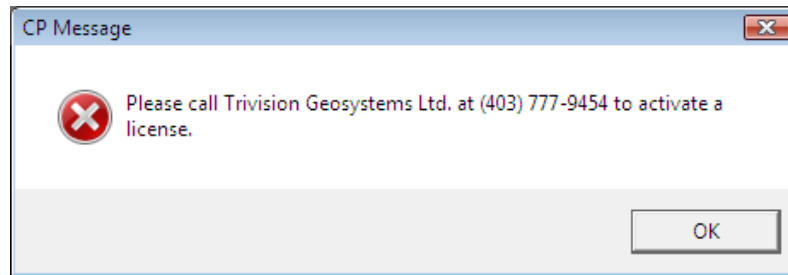 CP Message
Please call Trivision Geosystems Ltd. at (403) 777-9454 to activate a
license.
OK